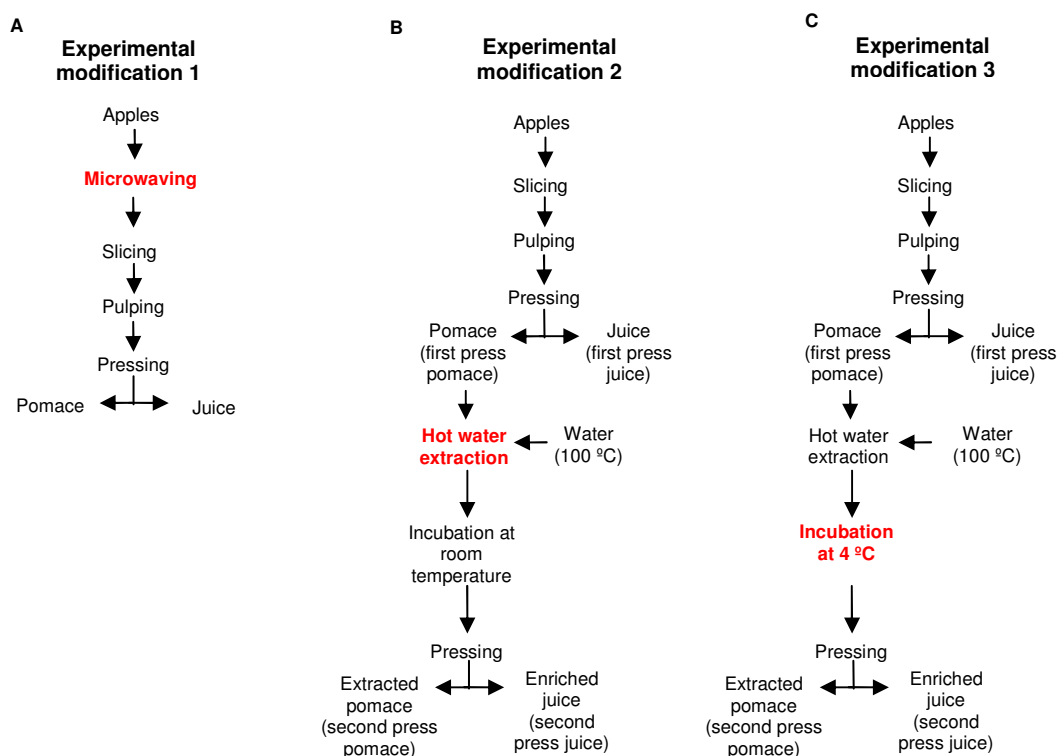 A
Experimental
modification 1
Apples
Microwaving
Slicing
Pulping
Pressing
Pomace
Juice
B
Experimental
modification 2
Apples
Slicing
Pulping
Pressing
Pomace
(first press
pomace)
Juice
(first press
juice)
Hot water
extraction
Water
(100 ºC)
Incubation at
room
temperature
Pressing
Extracted
pomace
(second press
pomace)
Enriched
juice
(second
press juice)
C
Experimental
modification 3
Apples
Slicing
Pulping
Pressing
Pomace
(first press
pomace)
Juice
(first press
juice)
Hot water
extraction
Water
(100 ºC)
Incubation
at 4 ºC
Pressing
Extracted
pomace
(second press
pomace)
Enriched
juice
(second
press juice)